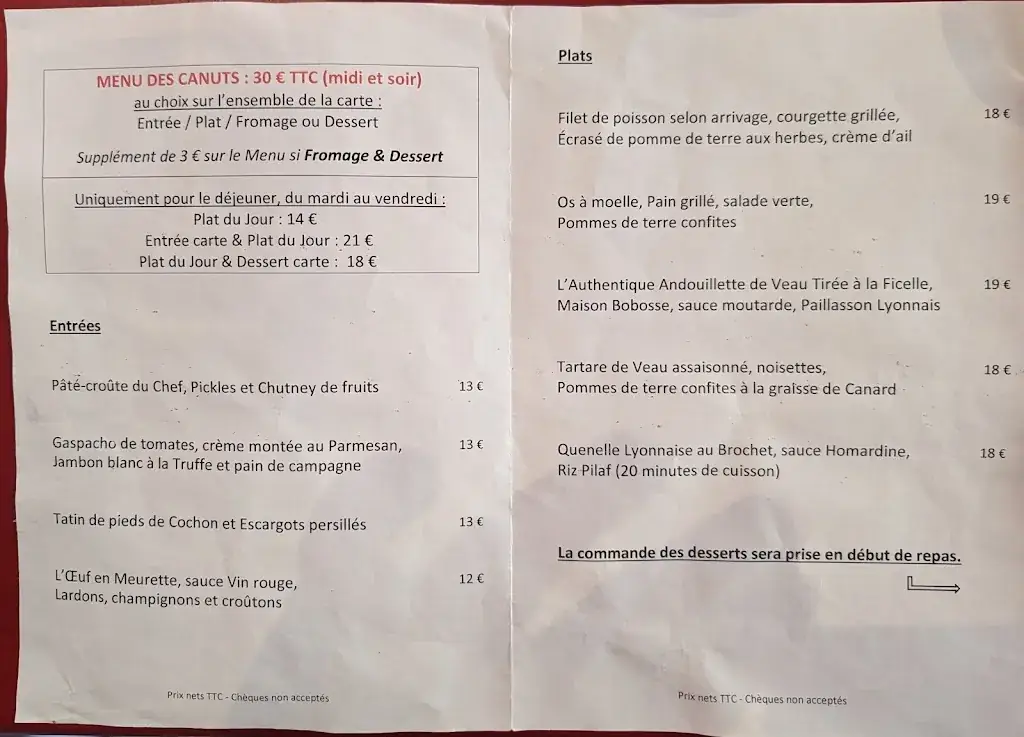 MENU DES CANUTS : 30 € TTC (midi et soir)
au choix sur l'ensemble de la carte :
Entrée / Plat / Fromage ou Dessert
Supplément de 3 € sur le Menu si Fromage & Dessert
Uniquement pour le déjeuner, du mardi au vendredi :
Plat du Jour : 14 €
Entrée carte & Plat du Jour : 21 €
Plat du Jour & Dessert carte : 18 €
Entrées
Pâté-croûte du Chef, Pickles et Chutney de fruits 13 €
Gaspacho de tomates, crème montée au Parmesan, 13 €
Jambon blanc à la Truffe et pain de campagne
Tatin de pieds de Cochon et Escargots persillés 13 €
L'Œuf en Meurette, sauce Vin rouge, 12 €
Lardons, champignons et croûtons
Prix nets TTC - Chèques non acceptés
Plats
Filet de poisson selon arrivage, courgette grillée, 18 €
Écrasé de pomme de terre aux herbes, crème d'ail
Os à moelle, Pain grillé, salade verte, 19 €
Pommes de terre confites
L'Authentique Andouillette de Veau Tirée à la Ficelle, 19 €
Maison Bobosse, sauce moutarde, Paillasson Lyonnais
Tartare de Veau assaisonné, noisettes, 18 €
Pommes de terre confites à la graisse de Canard
Quenelle Lyonnaise au Brochet, sauce Homardine, 18 €
Riz Pilaf (20 minutes de cuisson)
La commande des desserts sera prise en début de repas.
Prix nets TTC - Chèques non acceptés